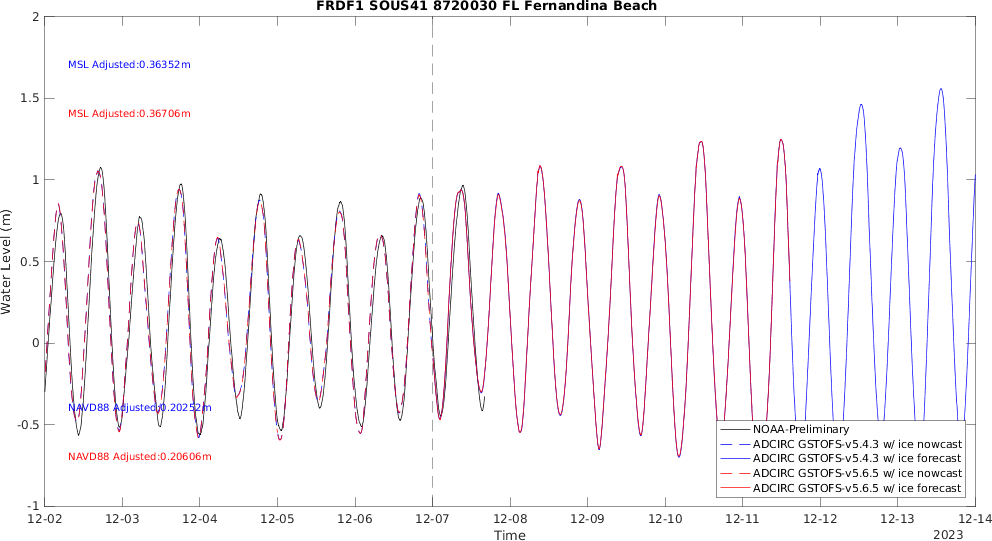 FRDF1 SOUS41 8720030 FL Fernandina Beach
2
MSL Adjusted:0.36352m
1.5
MSL Adjusted:0.36706m
1
Water Level (m)
0.5
0
NAVD88 Adjusted:0.20252m
-0.5
NAVD88 Adjusted:0.20606m
-1
NOAA-Preliminary
ADCIRC GSTOFS-v5.4.3 w/ ice nowcast
ADCIRC GSTOFS-v5.4.3 w/ ice forecast
ADCIRC GSTOFS-v5.6.5 w/ ice nowcast
ADCIRC GSTOFS-v5.6.5 w/ ice forecast
12-02 12-03 12-04 12-05 12-06 12-07 12-08 12-09 12-10 12-11 12-12 12-13 12-14
Time
2023